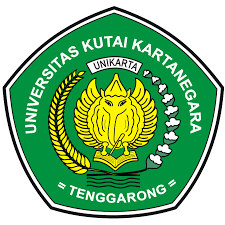 UNIVERSITAS KUTAI KARTANEGARA
UNIKARTA
= TENGGARONG =